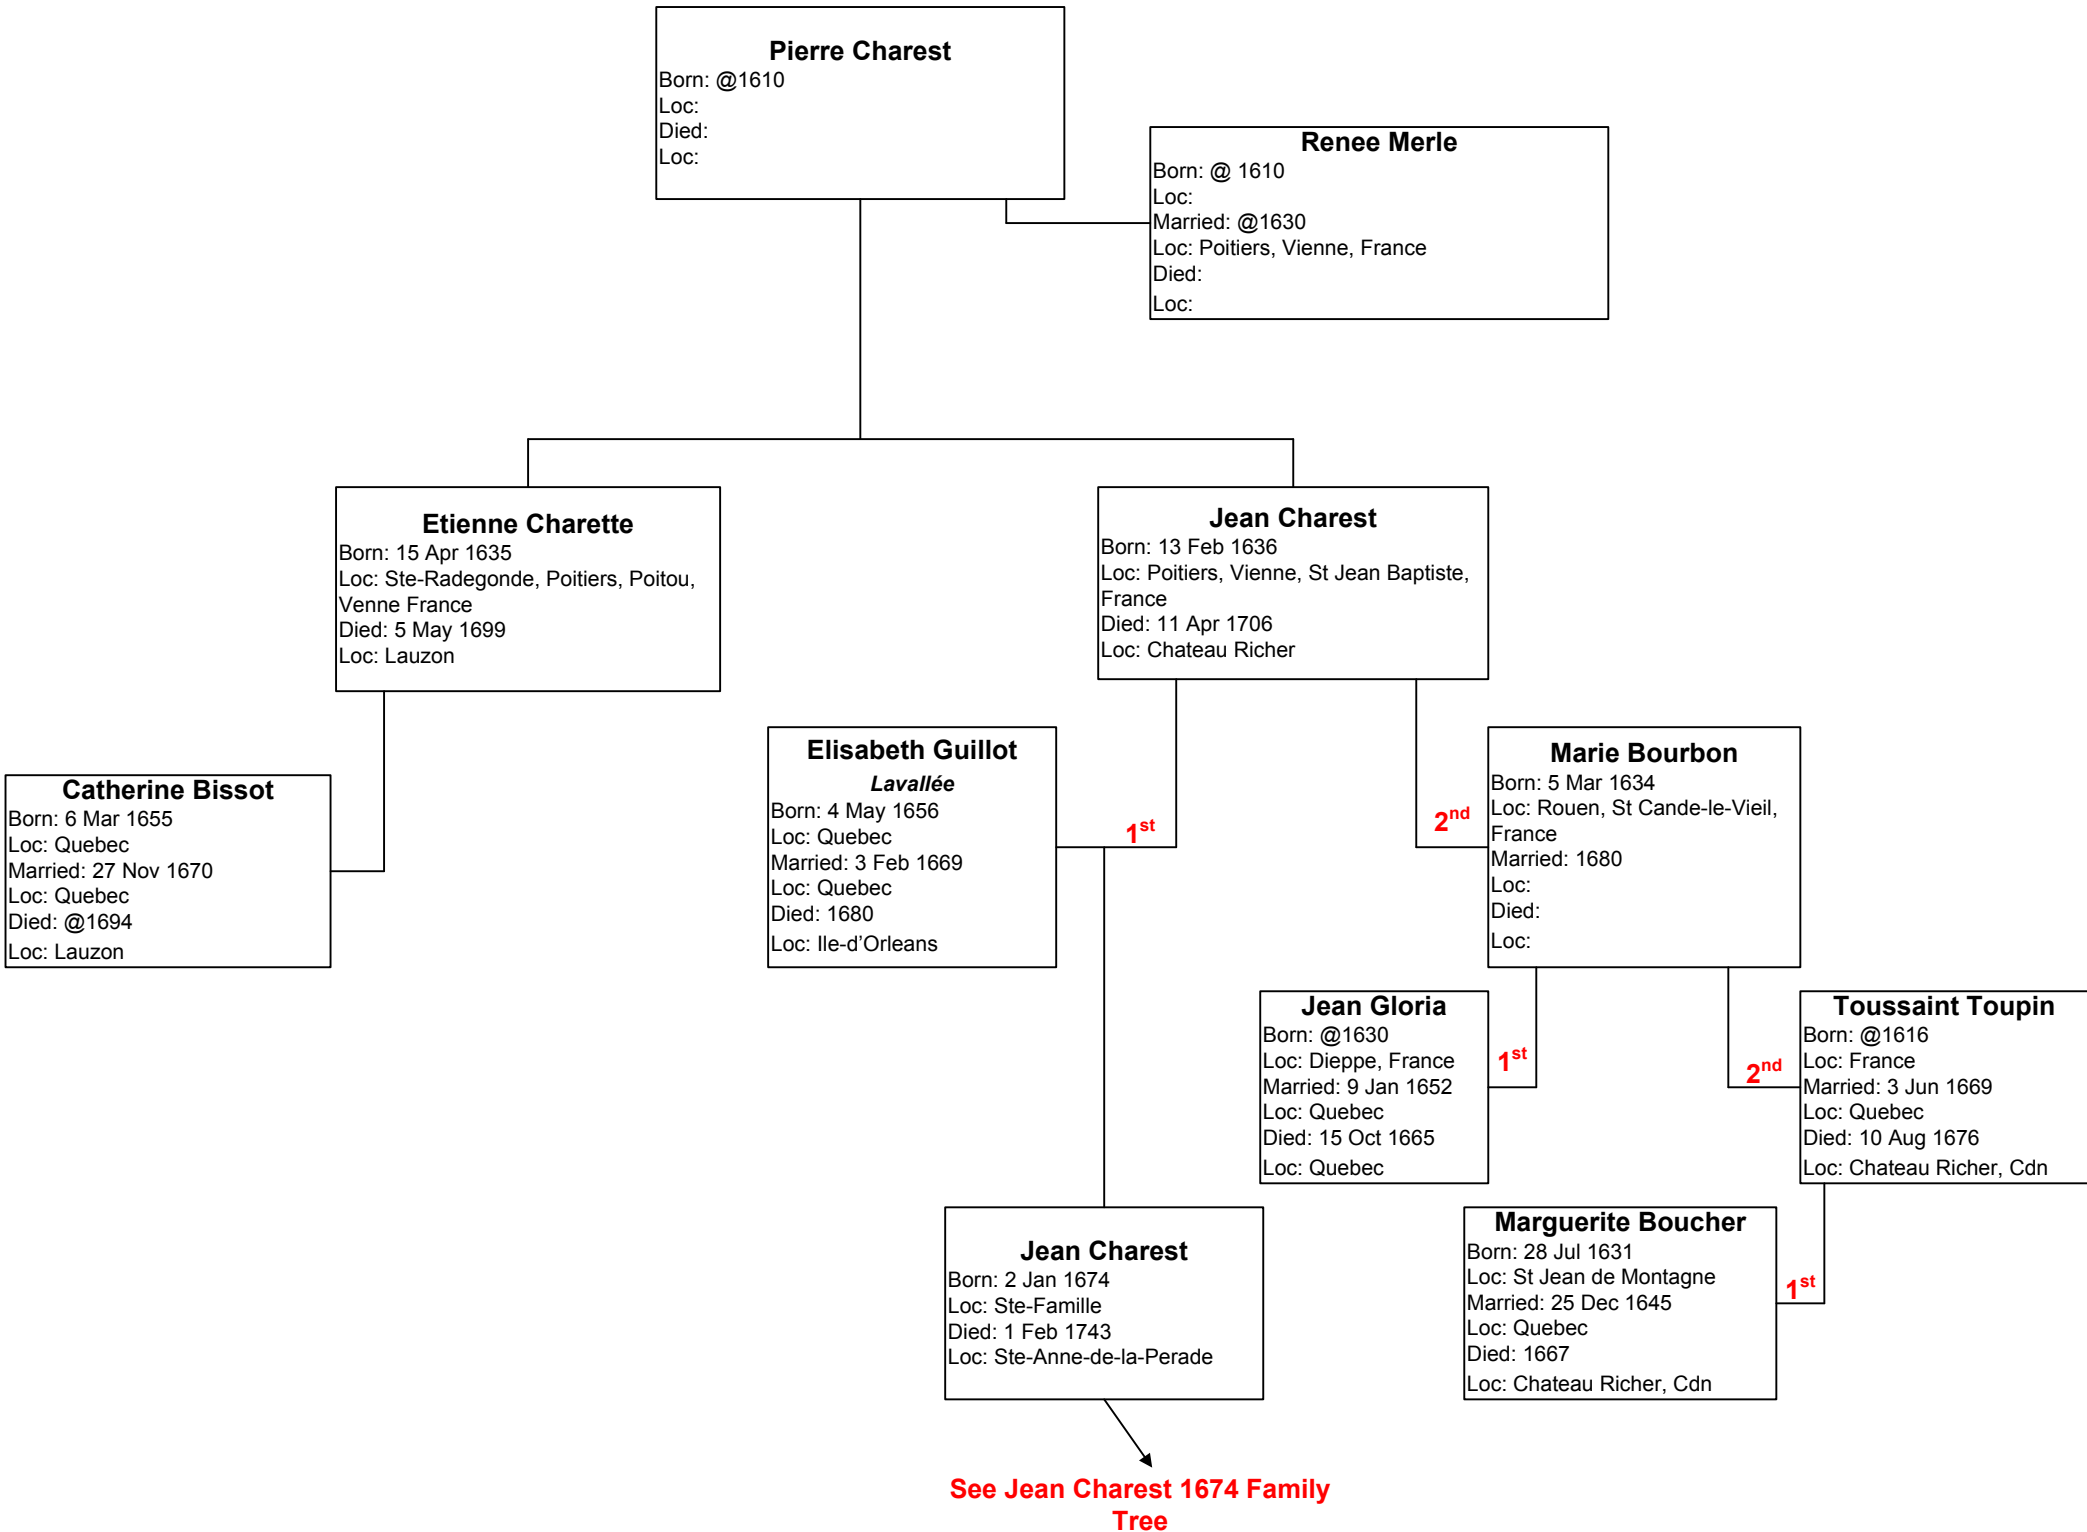 Pierre Charest
Born: @1610
Loc:
Died:
Loc:
Renee Merle
Born: @ 1610
Loc:
Married: @1630
Loc: Poitiers, Vienne, France
Died:
Loc:
Etienne Charette
Born: 15 Apr 1635
Loc: Ste-Radegonde, Poitiers, Poitou,
Venne France
Died: 5 May 1699
Loc: Lauzon
Jean Charest
Born: 13 Feb 1636
Loc: Poitiers, Vienne, St Jean Baptiste,
France
Died: 11 Apr 1706
Loc: Chateau Richer
Catherine Bissot
Born: 6 Mar 1655
Loc: Quebec
Married: 27 Nov 1670
Loc: Quebec
Died: @1694
Loc: Lauzon
Elisabeth Guillot
Lavallée
Born: 4 May 1656
Loc: Quebec
Married: 3 Feb 1669
Loc: Quebec
Died: 1680
Loc: Ile-d’Orleans
1st
2nd
Marie Bourbon
Born: 5 Mar 1634
Loc: Rouen, St Cande-le-Vieil,
France
Married: 1680
Loc:
Died:
Loc:
Jean Gloria
Born: @1630
Loc: Dieppe, France
Married: 9 Jan 1652
Loc: Quebec
Died: 15 Oct 1665
Loc: Quebec
1st
2nd
Toussaint Toupin
Born: @1616
Loc: France
Married: 3 Jun 1669
Loc: Quebec
Died: 10 Aug 1676
Loc: Chateau Richer, Cdn
Jean Charest
Born: 2 Jan 1674
Loc: Ste-Famille
Died: 1 Feb 1743
Loc: Ste-Anne-de-la-Perade
Marguerite Boucher
Born: 28 Jul 1631
Loc: St Jean de Montagne
Married: 25 Dec 1645
Loc: Quebec
Died: 1667
Loc: Chateau Richer, Cdn
1st
See Jean Charest 1674 Family
Tree